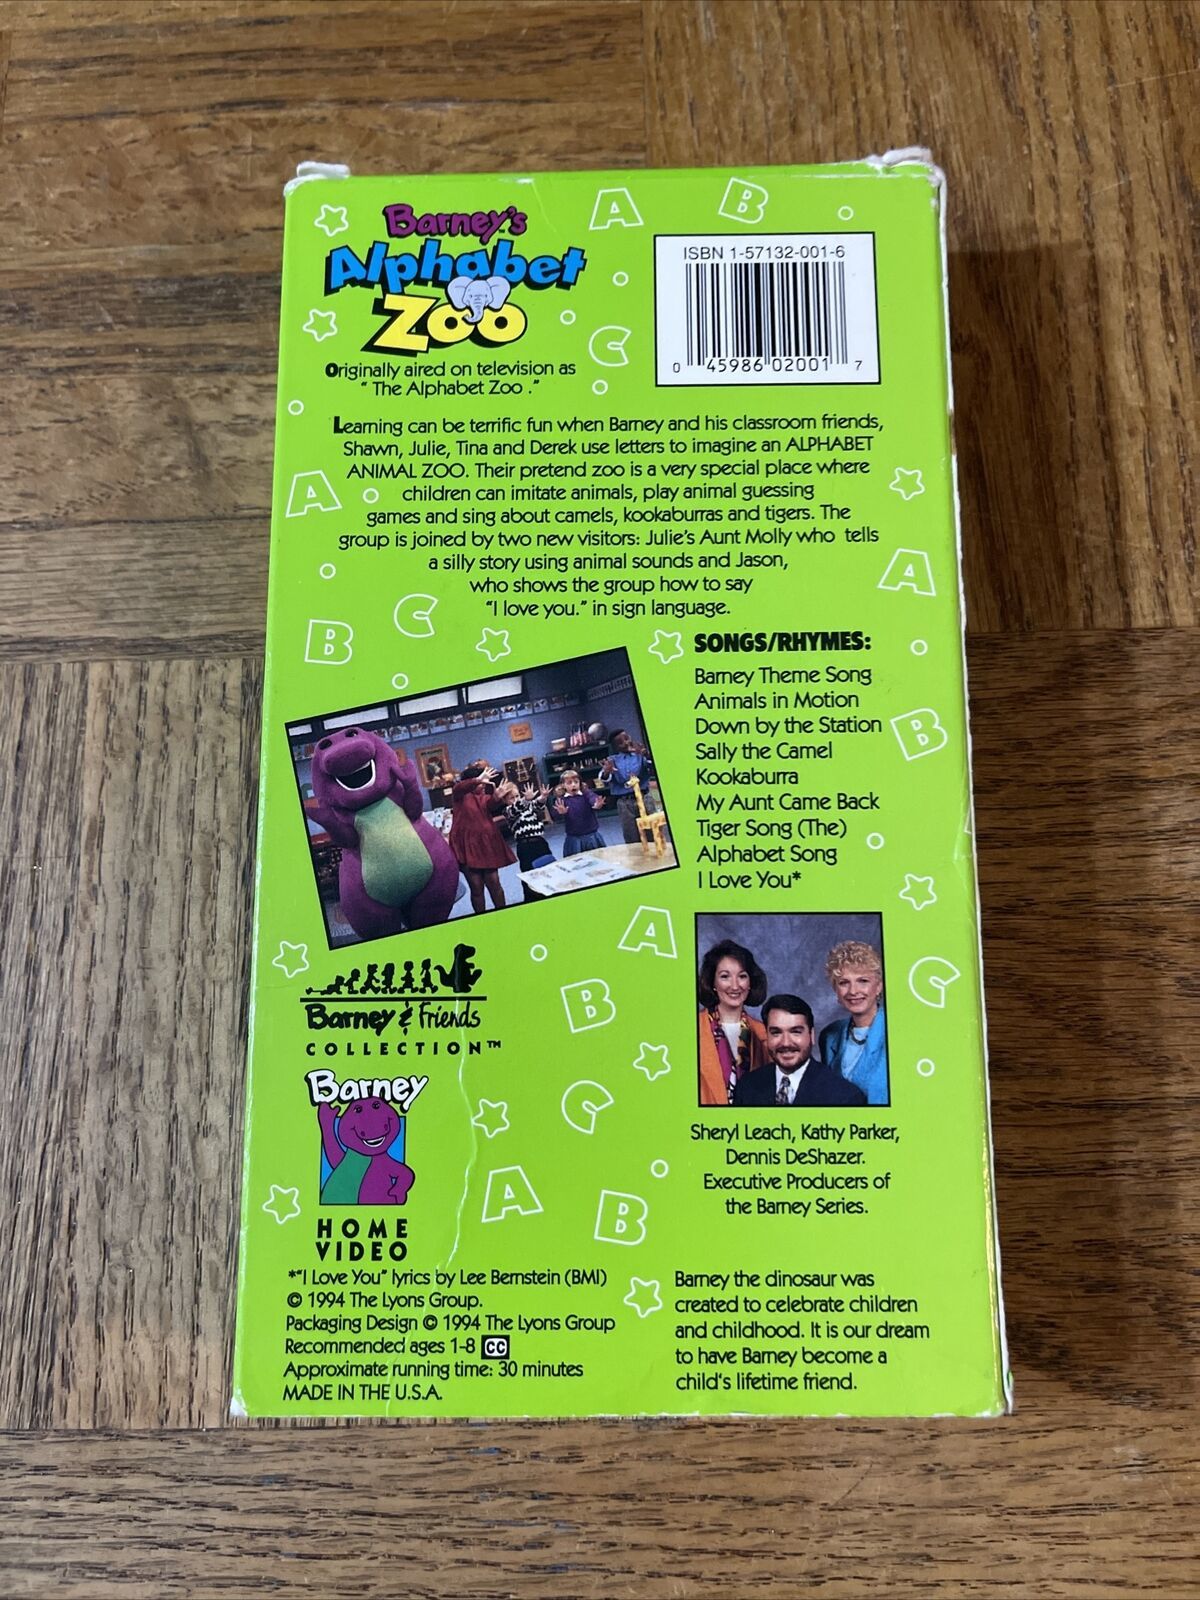 Barney's
Alphabet
Zoo
Originally aired on television as
" The Alphabet Zoo ."
ISBN 1-57132-001-6
0 45986 02001 7
Learning can be terrific fun when Barney and his classroom friends,
Shawn, Julie, Tina and Derek use letters to imagine an ALPHABET
ANIMAL ZOO. Their pretend zoo is a very special place where
children can imitate animals, play animal guessing
games and sing about camels, kookaburras and tigers. The
group is joined by two new visitors: Julie's Aunt Molly who tells
a silly story using animal sounds and Jason,
who shows the group how to say
"I love you." in sign language.
SONGS/RHYMES:
Barney Theme Song
Animals in Motion
Down by the Station
Sally the Camel
Kookaburra
My Aunt Came Back
Tiger Song (The)
Alphabet Song
I Love You*
Barney & Friends
COLLECTION™
Barney
HOME
VIDEO
Sheryl Leach, Kathy Parker,
Dennis DeShazer.
Executive Producers of
the Barney Series.
*"I Love You" lyrics by Lee Bernstein (BMI)
© 1994 The Lyons Group.
Packaging Design © 1994 The Lyons Group
Recommended ages 1-8 CC
Approximate running time: 30 minutes
MADE IN THE U.S.A.
Barney the dinosaur was
created to celebrate children
and childhood. It is our dream
to have Barney become a
child's lifetime friend.
A
B
C
A
A
C
B
B
A
C
B
C
A
B